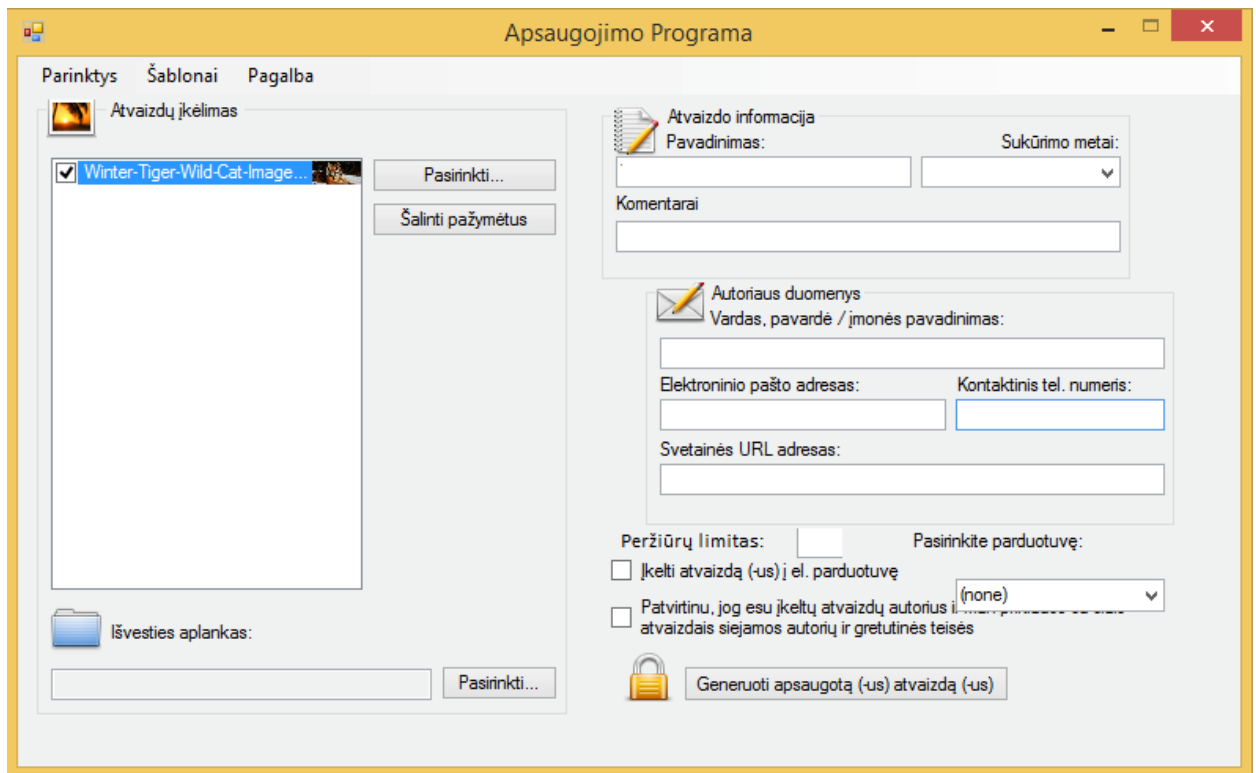 Apsaugojimo Programa
Parinktys Šablonai Pagalba
Atvaizdų įkėlimas
Winter-Tiger-Wild-Cat-Image...
Pasirinkti...
Šalinti pažymėtus
Išvesties aplankas:
Pasirinkti...
Atvaizdo informacija
Pavadinimas: Sukūrimo metai:
Komentarai
Autoriaus duomenys
Vardas, pavardė / įmonės pavadinimas:
Elektroninio pašto adresas: Kontaktinis tel. numeris:
Svetainės URL adresas:
Peržiūrų limitas: Pasirinkite parduotuvę:
Įkelti atvaizdą (-us) į el. parduotuvę
(none)
Patvirtinu, jog esu įkeltų atvaizdų autorius
atvaizdais siejamos autorių ir gretutinės teisės
Generuoti apsaugotą (-us) atvaizdą (-us)